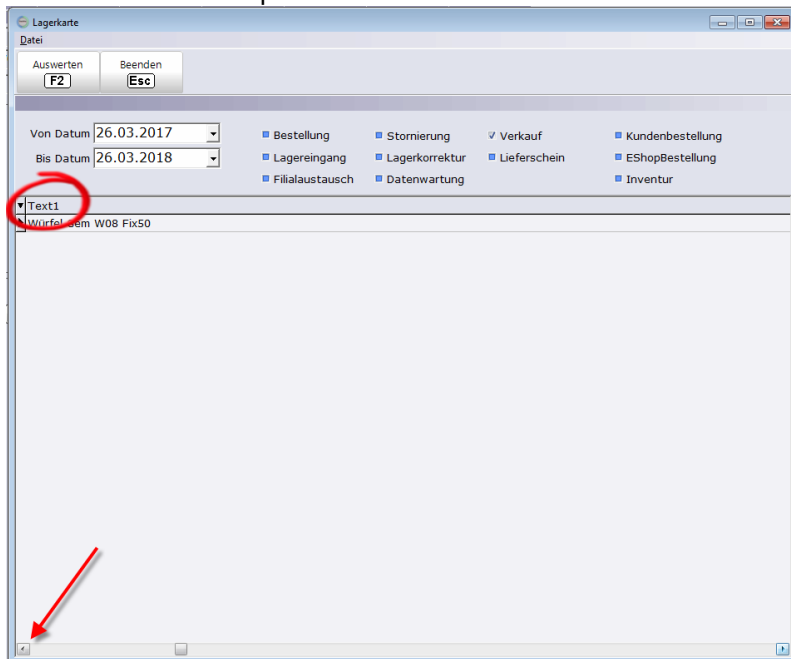 Lagerkarte
Datei
Auswerten Beenden
F2 Esc
Von Datum 26.03.2017 Bestellung Stornierung Verkauf Kundenbestellung
Bis Datum 26.03.2018 Lagereingang Lagerkorrektur Lieferschein EShopBestellung
Filialaustausch Datenwartung Inventur
Text1
W08 Fix50